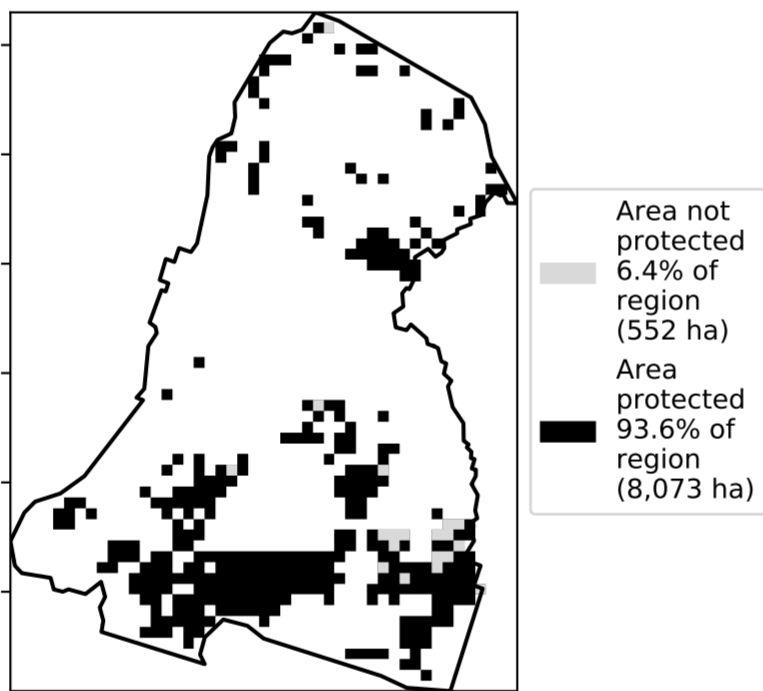 Area not
protected
6.4% of
region
(552 ha)
Area
protected
93.6% of
region
(8,073 ha)